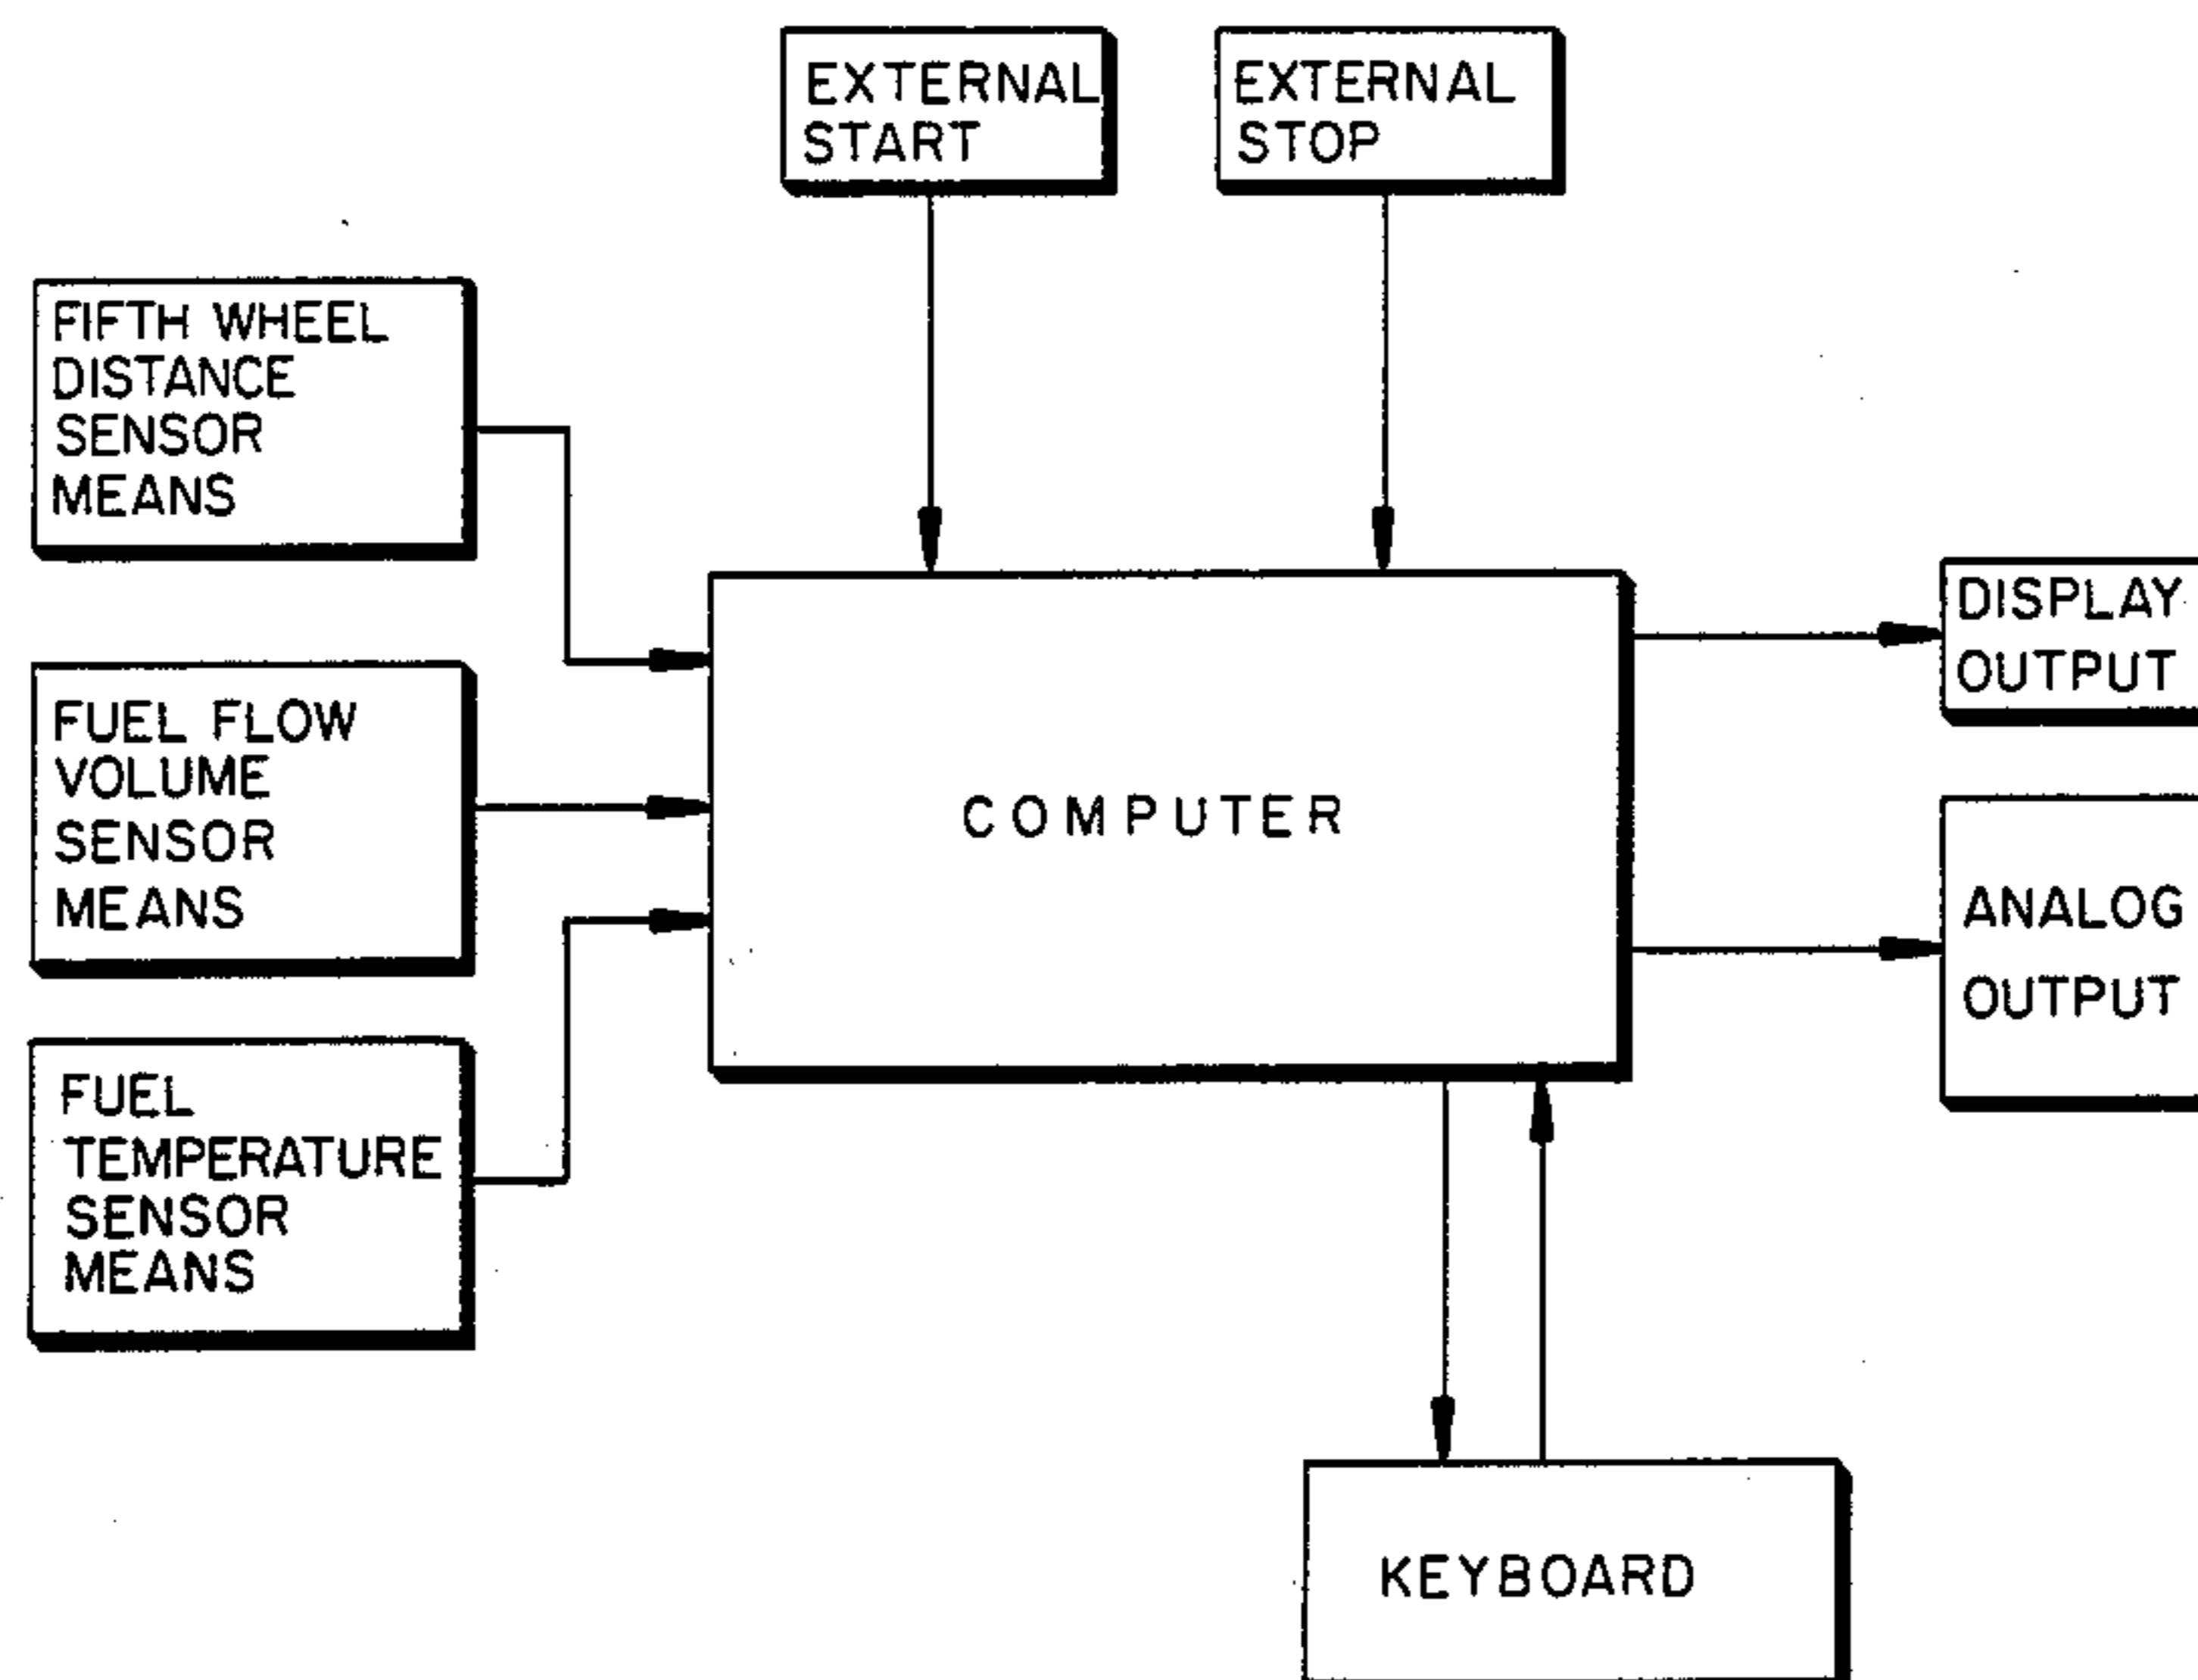 EXTERNAL
START
EXTERNAL
STOP
FIFTH WHEEL
DISTANCE
SENSOR
MEANS
FUEL FLOW
VOLUME
SENSOR
MEANS
FUEL
TEMPERATURE
SENSOR
MEANS
COMPUTER
DISPLAY
OUTPUT
ANALOG
OUTPUT
KEYBOARD